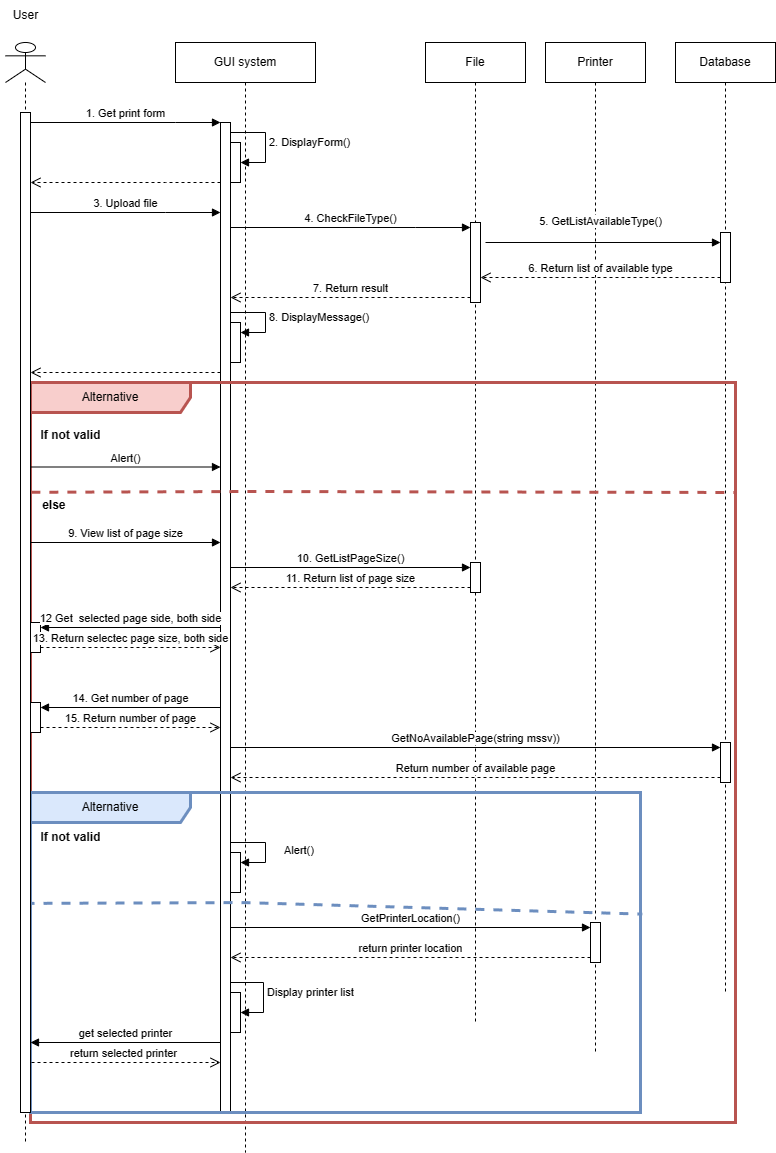 User
GUI system
File
Printer
Database
1. Get print form
2. DisplayForm()
3. Upload file
4. CheckFileType()
5. GetListAvailableType()
6. Return list of available type
7. Return result
8. DisplayMessage()
Alternative
If not valid
Alert()
else
9. View list of page size
10. GetListPageSize()
11. Return list of page size
12 Get selected page side, both side
13. Return selectec page size, both side
14. Get number of page
15. Return number of page
GetNoAvailablePage(string mssv))
Return number of available page
Alternative
If not valid
Alert()
GetPrinterLocation()
return printer location
Display printer list
get selected printer
return selected printer